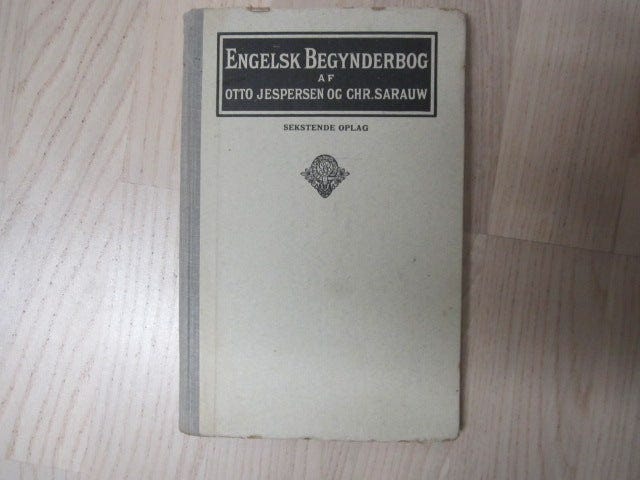 ENGELSK BEGYNDERBOG
AF
OTTO JESPERSEN OG CHR. SARAUW
SEKSTENDE OPLAG